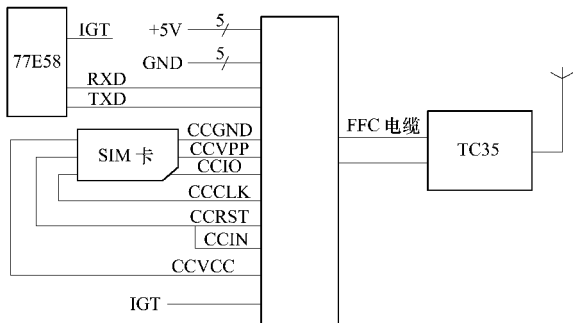 IGT
77E58
+5V
5
GND
5
RXD
TXD
SIM 卡
CCGND
CCVPP
CCIO
CCCLK
CCRST
CCIN
CCVCC
IGT
FFC 电缆
TC35